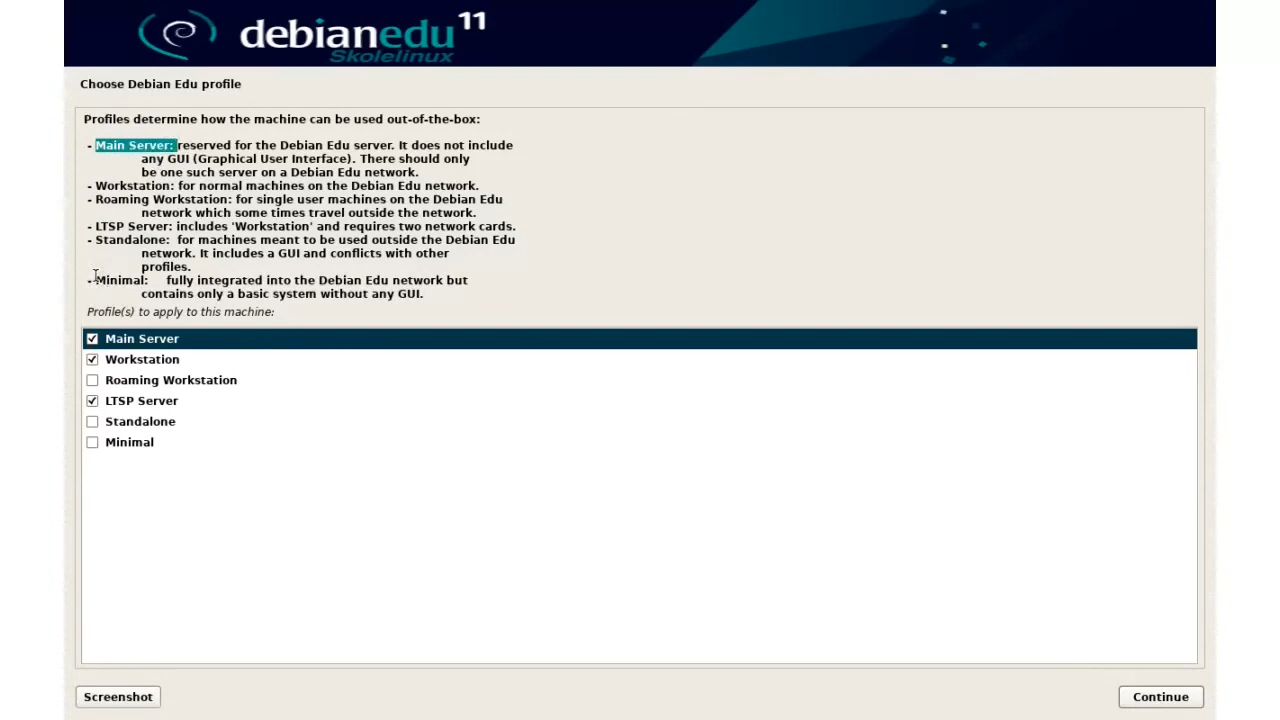 debianedu 11
Skolelinux
Choose Debian Edu profile
Profiles determine how the machine can be used out-of-the-box:
- Main Server: reserved for the Debian Edu server. It does not include
any GUI (Graphical User Interface). There should only
be one such server on a Debian Edu network.
- Workstation: for normal machines on the Debian Edu network.
- Roaming Workstation: for single user machines on the Debian Edu
network which some times travel outside the network.
- LTSP Server: includes 'Workstation' and requires two network cards.
- Standalone: for machines meant to be used outside the Debian Edu
network. It includes a GUI and conflicts with other
profiles.
- Minimal: fully integrated into the Debian Edu network but
contains only a basic system without any GUI.
Profile(s) to apply to this machine:
Main Server
Workstation
Roaming Workstation
LTSP Server
Standalone
Minimal
Screenshot
Continue